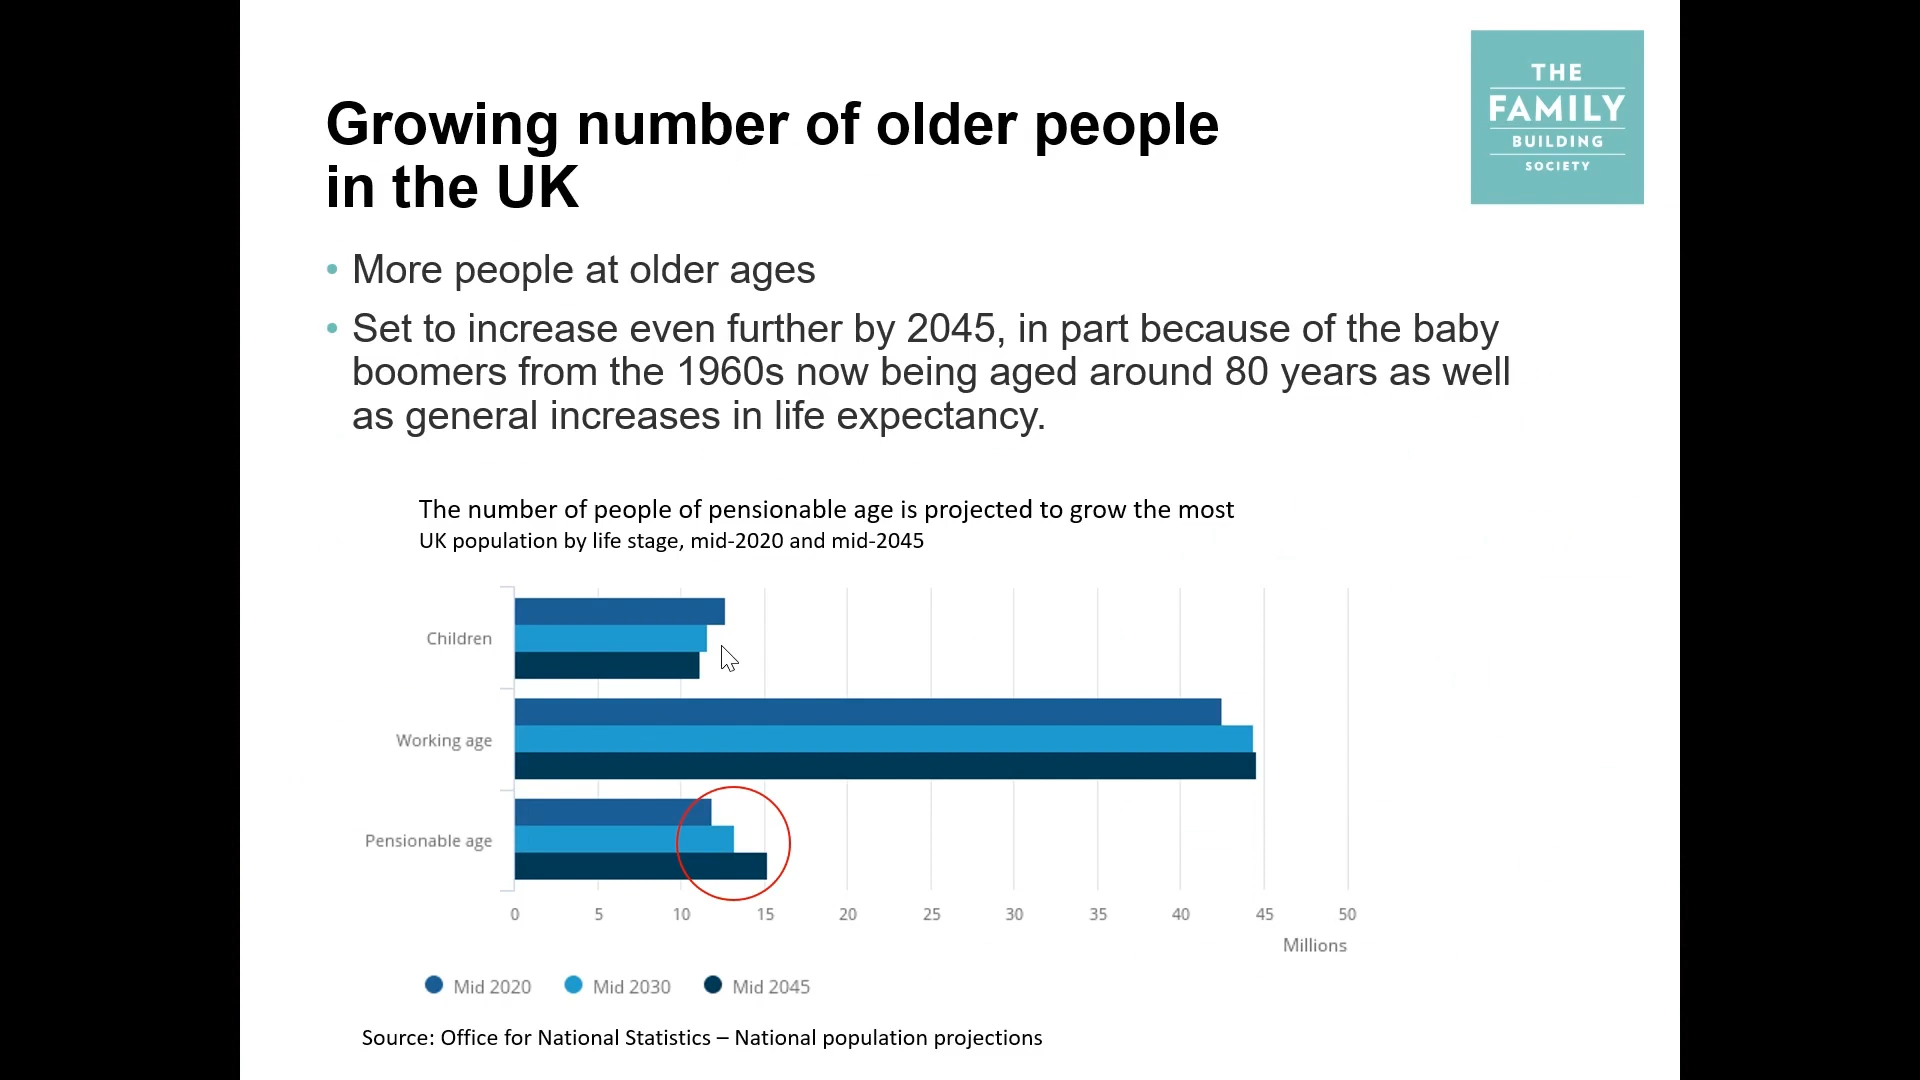 THE
FAMILY
BUILDING
SOCIETY
Growing number of older people
in the UK
• More people at older ages
• Set to increase even further by 2045, in part because of the baby
boomers from the 1960s now being aged around 80 years as well
as general increases in life expectancy.
The number of people of pensionable age is projected to grow the most
UK population by life stage, mid-2020 and mid-2045
Children
Working age
Pensionable age
0 5 10 15 20 25 30 35 40 45 50
Millions
Mid 2020 Mid 2030 Mid 2045
Source: Office for National Statistics – National population projections